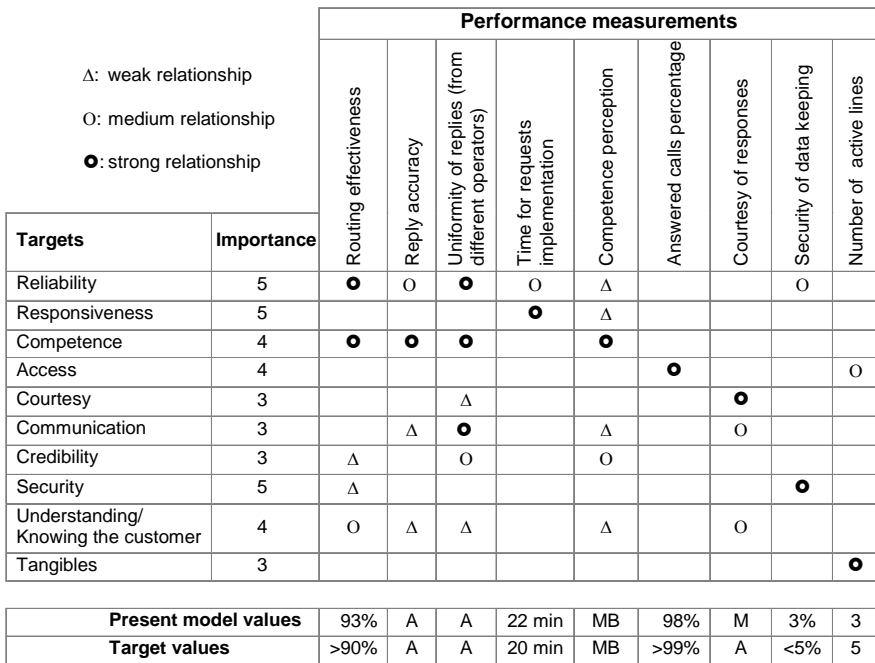 Performance measurements
Δ: weak relationship
O: medium relationship
⭘: strong relationship
Targets
Importance
Routing effectiveness
Reply accuracy
Uniformity of replies (from
different operators)
Time for requests
implementation
Competence perception
Answered calls percentage
Courtesy of responses
Security of data keeping
Number of active lines
Reliability 5 ⭘ O ⭘ O Δ O
Responsiveness 5 ⭘ Δ
Competence 4 ⭘ ⭘ ⭘ ⭘
Access 4 ⭘ O
Courtesy 3 Δ ⭘
Communication 3 Δ ⭘ Δ O
Credibility 3 Δ O O
Security 5 Δ ⭘
Understanding/
Knowing the customer 4 O Δ Δ Δ O
Tangibles 3 ⭘
Present model values 93% A A 22 min MB 98% M 3% 3
Target values >90% A A 20 min MB >99% A <5% 5